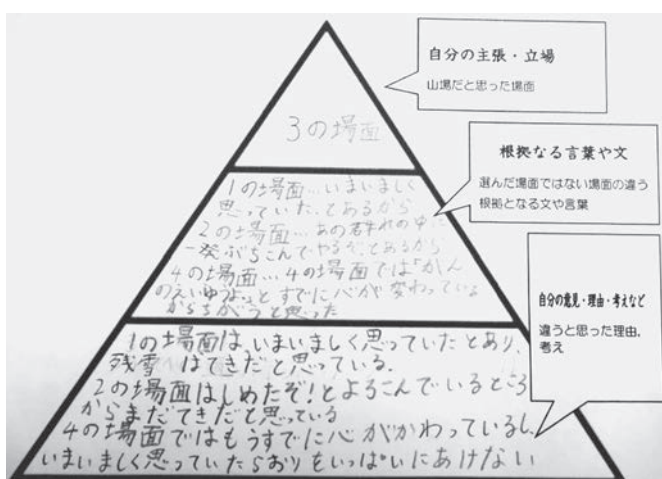 自分の主張・立場
山場だと思った場面
3の場面
根拠なる言葉や文
選んだ場面ではない場面の違う
根拠となる文や言葉
1の場面…いまいましく
思っていた、とあるから
2の場面…あの群れの中に
一発ぶちこんでやるぞ、とあるから
4の場面…4の場面では「がん
のえいゆうよ」とすでに心が変わっている
からちがうと思った
自分の意見・理由・考えなど
違うと思った理由、
考え
1の場面はいまいましく思っていたとあり、
残雪はてきだと思っている.
2の場面はしめたぞ!とよろこんでいるところ
からまだてきだと思っている
4の場面ではもうすでに心がかわっているし、
いまいましく思っていたらおりをいっぱいにあけない